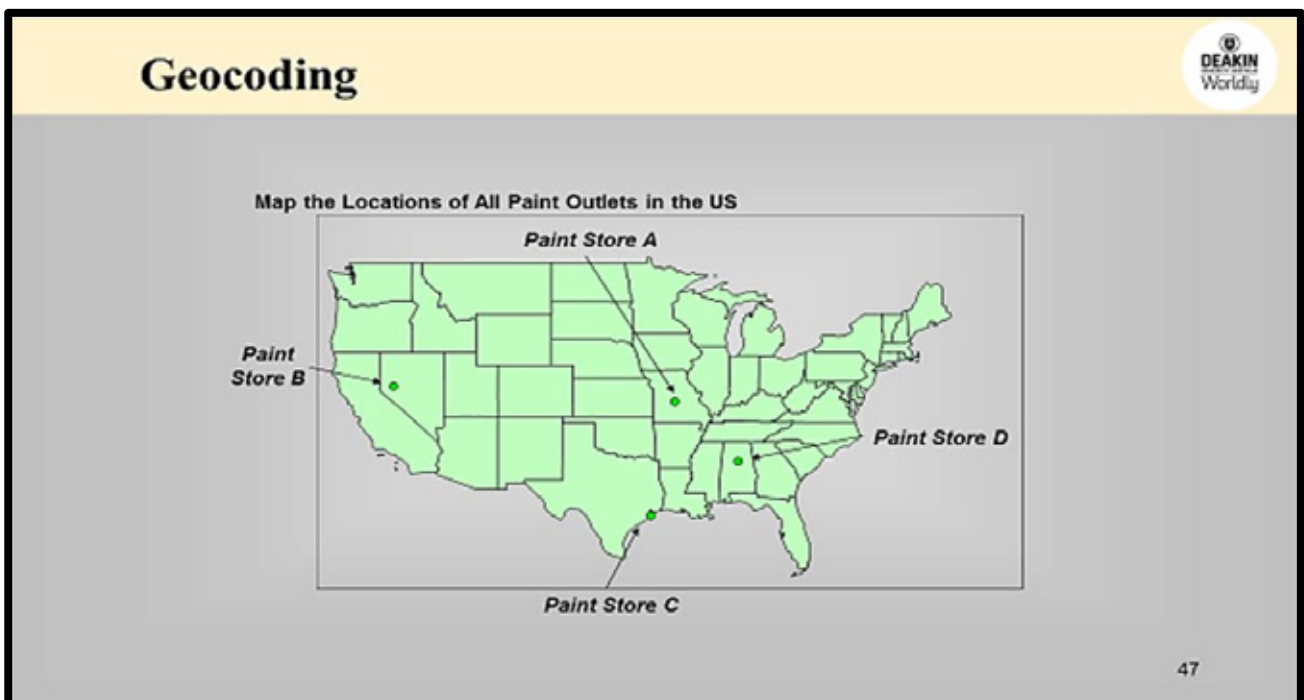 Geocoding
DEAKIN
Worldly
Map the Locations of All Paint Outlets in the US
Paint Store A
Paint
Store B
Paint Store D
Paint Store C
47